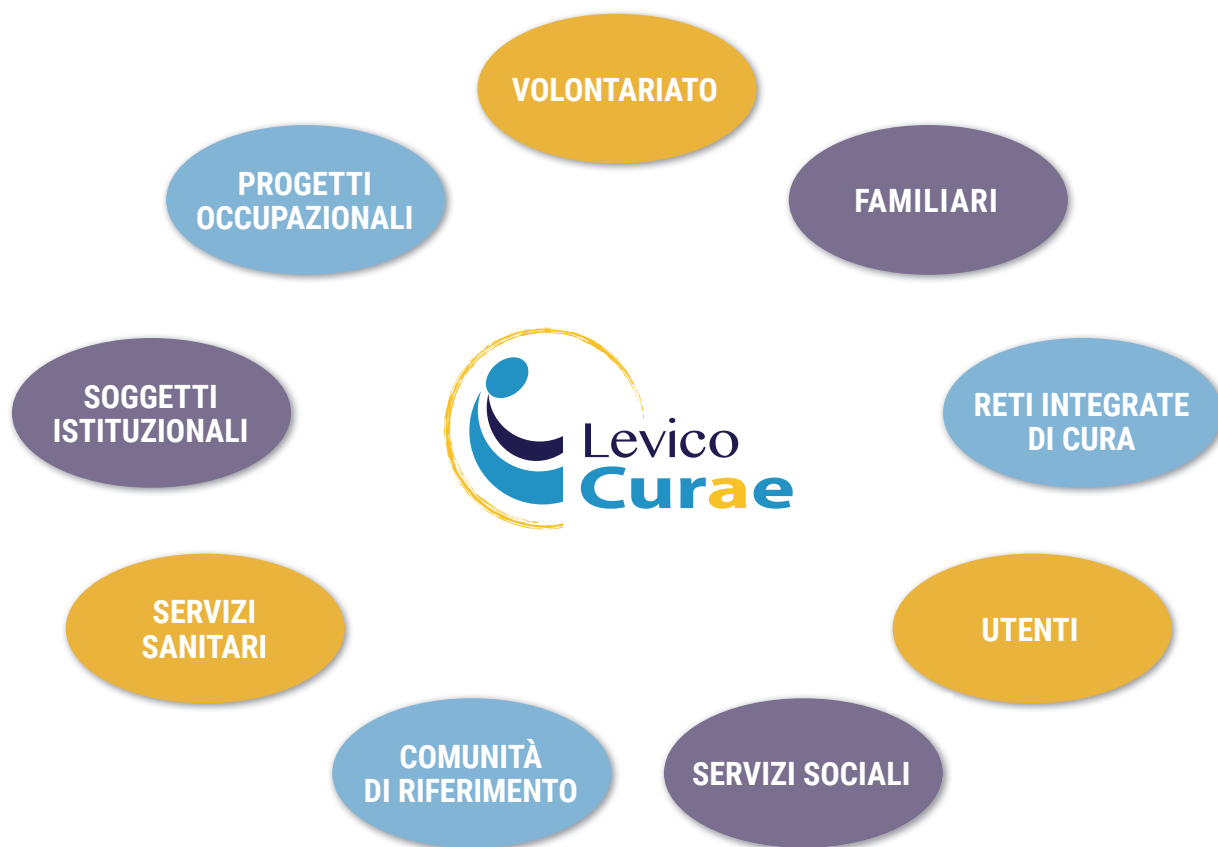 VOLONTARIATO
PROGETTI
OCCUPAZIONALI
FAMILIARI
SOGGETTI
ISTITUZIONALI
Levico
Curae
RETI INTEGRATE
DI CURA
SERVIZI
SANITARI
UTENTI
COMUNITÀ
DI RIFERIMENTO
SERVIZI SOCIALI